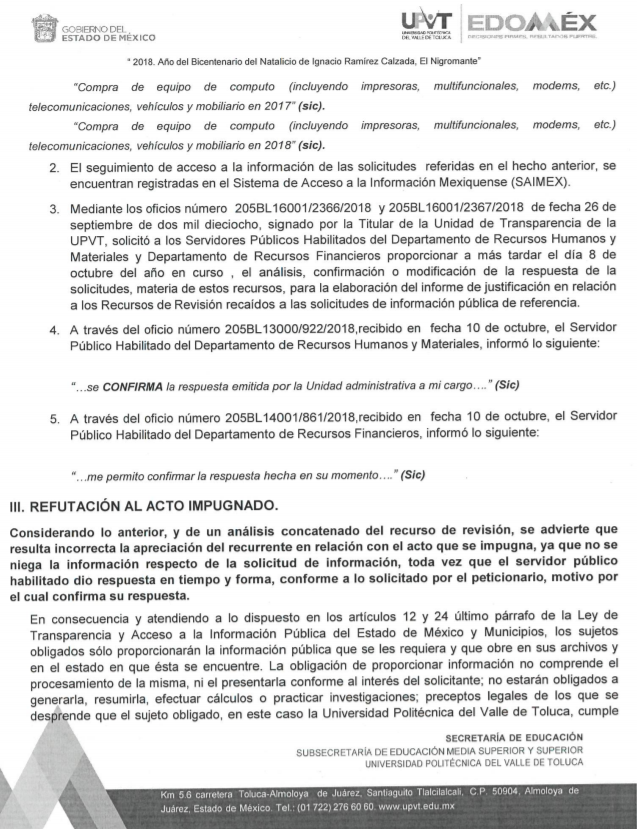 GOBIERNO DEL
ESTADO DE MÉXICO
UPVT
UNIVERSIDAD POLITÉCNICA
DEL VALLE DE TOLUCA
EDOMÉX
DECISIONES FIRMES, RESULTADOS FUERTES.
" 2018. Año del Bicentenario del Natalicio de Ignacio Ramírez Calzada, El Nigromante"
"Compra de equipo de computo (incluyendo impresoras, multifuncionales, modems, etc.)
telecomunicaciones, vehículos y mobiliario en 2017" (sic).
"Compra de equipo de computo (incluyendo impresoras, multifuncionales, modems, etc.)
telecomunicaciones, vehículos y mobiliario en 2018" (sic).
2. El seguimiento de acceso a la información de las solicitudes referidas en el hecho anterior, se
encuentran registradas en el Sistema de Acceso a la Información Mexiquense (SAIMEX).
3. Mediante los oficios número 205BL16001/2366/2018 y 205BL16001/2367/2018 de fecha 26 de
septiembre de dos mil dieciocho, signado por la Titular de la Unidad de Transparencia de la
UPVT, solicitó a los Servidores Públicos Habilitados del Departamento de Recursos Humanos y
Materiales y Departamento de Recursos Financieros proporcionar a más tardar el día 8 de
octubre del año en curso , el análisis, confirmación o modificación de la respuesta de la
solicitudes, materia de estos recursos, para la elaboración del informe de justificación en relación
a los Recursos de Revisión recaídos a las solicitudes de información pública de referencia.
4. A través del oficio número 205BL13000/922/2018,recibido en fecha 10 de octubre, el Servidor
Público Habilitado del Departamento de Recursos Humanos y Materiales, informó lo siguiente:
"…se CONFIRMA la respuesta emitida por la Unidad administrativa a mi cargo…." (Sic)
5. A través del oficio número 205BL14001/861/2018,recibido en fecha 10 de octubre, el Servidor
Público Habilitado del Departamento de Recursos Financieros, informó lo siguiente:
"…me permito confirmar la respuesta hecha en su momento…." (Sic)
III. REFUTACIÓN AL ACTO IMPUGNADO.
Considerando lo anterior, y de un análisis concatenado del recurso de revisión, se advierte que
resulta incorrecta la apreciación del recurrente en relación con el acto que se impugna, ya que no se
niega la información respecto de la solicitud de información, toda vez que el servidor público
habilitado dio respuesta en tiempo y forma, conforme a lo solicitado por el peticionario, motivo por
el cual confirma su respuesta.
En consecuencia y atendiendo a lo dispuesto en los artículos 12 y 24 último párrafo de la Ley de
Transparencia y Acceso a la Información Pública del Estado de México y Municipios, los sujetos
obligados sólo proporcionarán la información pública que se les requiera y que obre en sus archivos y
en el estado en que ésta se encuentre. La obligación de proporcionar información no comprende el
procesamiento de la misma, ni el presentarla conforme al interés del solicitante; no estarán obligados a
generarla, resumirla, efectuar cálculos o practicar investigaciones; preceptos legales de los que se
desprende que el sujeto obligado, en este caso la Universidad Politécnica del Valle de Toluca, cumple
SECRETARÍA DE EDUCACIÓN
SUBSECRETARÍA DE EDUCACIÓN MEDIA SUPERIOR Y SUPERIOR
UNIVERSIDAD POLITÉCNICA DEL VALLE DE TOLUCA
Km 5.6 carretera Toluca-Almoloya de Juárez, Santiaguito Tlalcilalcali, C.P. 50904, Almoloya de
Juárez, Estado de México. Tel.: (01 722) 276 60 60. www.upvt.edu.mx